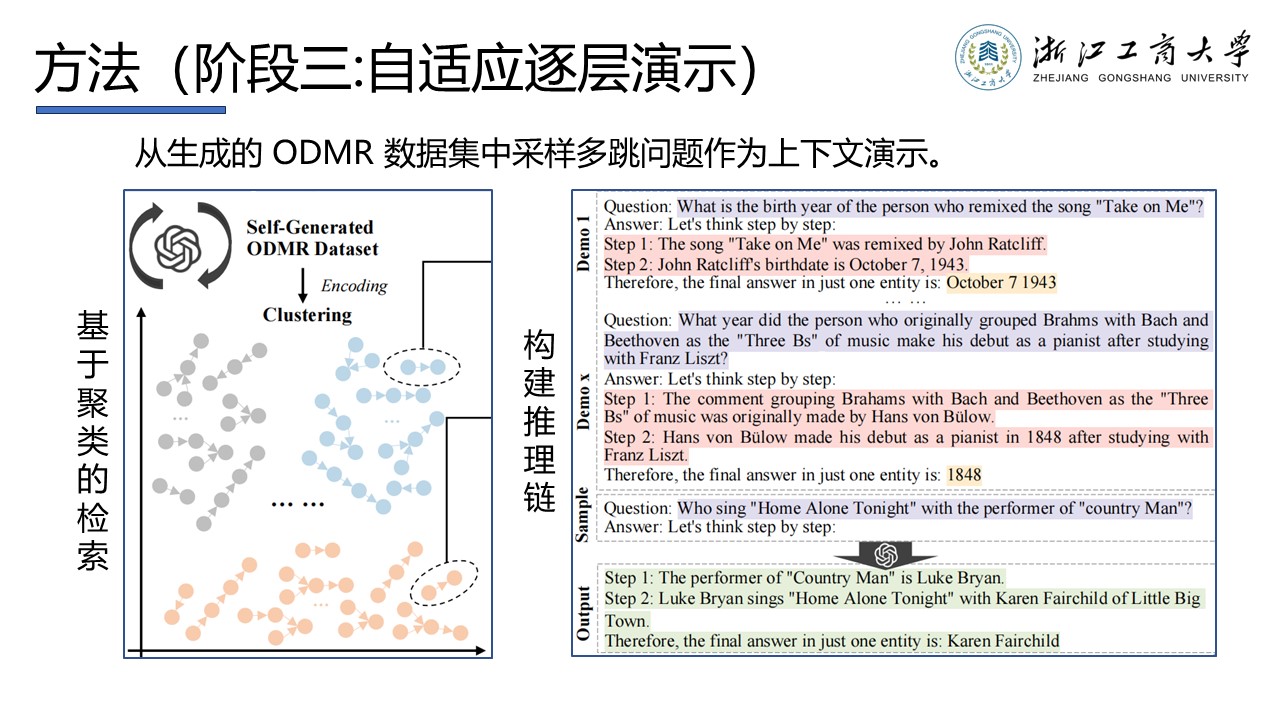 方法（阶段三:自适应逐层演示）
浙江工商大学
ZHEJIANG GONGSHANG UNIVERSITY
从生成的 ODMR 数据集中采样多跳问题作为上下文演示。
基于聚类的检索
Self-Generated
ODMR Dataset
Encoding
Clustering
...
...
... ...
...
构建推理链
Demo 1
Question: What is the birth year of the person who remixed the song "Take on Me"?
Answer: Let's think step by step:
Step 1: The song "Take on Me" was remixed by John Ratcliff.
Step 2: John Ratcliff's birthdate is October 7, 1943.
Therefore, the final answer in just one entity is: October 7 1943
... ...
Demo x
Question: What year did the person who originally grouped Brahms with Bach and
Beethoven as the "Three Bs" of music make his debut as a pianist after studying
with Franz Liszt?
Answer: Let's think step by step:
Step 1: The comment grouping Brahams with Bach and Beethoven as the "Three
Bs" of music was originally made by Hans von Bülow.
Step 2: Hans von Bülow made his debut as a pianist in 1848 after studying with
Franz Liszt.
Therefore, the final answer in just one entity is: 1848
Sample
Question: Who sing "Home Alone Tonight" with the performer of "country Man"?
Answer: Let's think step by step:
Output
Step 1: The performer of "Country Man" is Luke Bryan.
Step 2: Luke Bryan sings "Home Alone Tonight" with Karen Fairchild of Little Big
Town.
Therefore, the final answer in just one entity is: Karen Fairchild